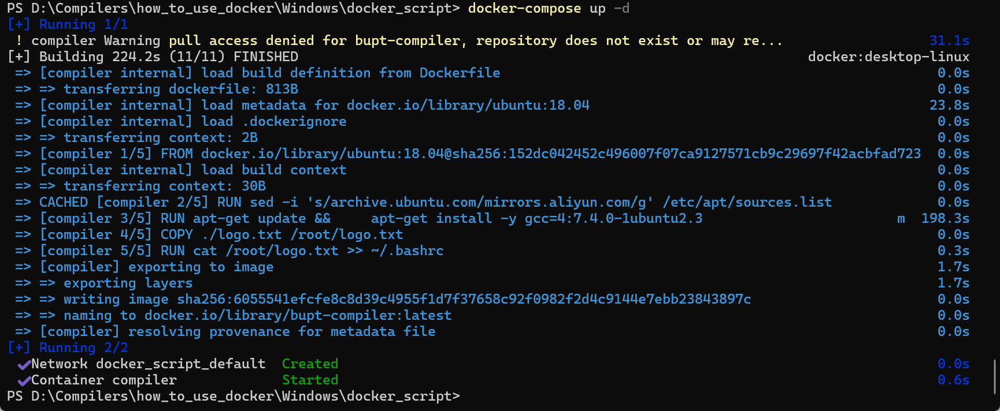 PS D:\Compilers\how_to_use_docker\Windows\docker_script> docker-compose up -d
[+] Running 1/1
 ! compiler Warning pull access denied for bupt-compiler, repository does not exist or may re... 31.1s
[+] Building 224.2s (11/11) FINISHED docker:desktop-linux
 => [compiler internal] load build definition from Dockerfile 0.0s
 => => transferring dockerfile: 813B 0.0s
 => [compiler internal] load metadata for docker.io/library/ubuntu:18.04 23.8s
 => [compiler internal] load .dockerignore 0.0s
 => => transferring context: 2B 0.0s
 => [compiler 1/5] FROM docker.io/library/ubuntu:18.04@sha256:152dc042452c496007f07ca9127571cb9c29697f42acbfad723 0.0s
 => [compiler internal] load build context 0.0s
 => => transferring context: 30B 0.0s
 => CACHED [compiler 2/5] RUN sed -i 's/archive.ubuntu.com/mirrors.aliyun.com/g' /etc/apt/sources.list 0.0s
 => [compiler 3/5] RUN apt-get update &&     apt-get install -y gcc=4:7.4.0-1ubuntu2.3 m 198.3s
 => [compiler 4/5] COPY ./logo.txt /root/logo.txt 0.0s
 => [compiler 5/5] RUN cat /root/logo.txt >> ~/.bashrc 0.3s
 => [compiler] exporting to image 1.7s
 => => exporting layers 1.7s
 => => writing image sha256:6055541efcfe8c8d39c4955f1d7f37658c92f0982f2d4c9144e7ebb23843897c 0.0s
 => => naming to docker.io/library/bupt-compiler:latest 0.0s
 => [compiler] resolving provenance for metadata file 0.0s
[+] Running 2/2
 ✔Network docker_script_default  Created 0.0s
 ✔Container compiler             Started 0.6s
PS D:\Compilers\how_to_use_docker\Windows\docker_script>